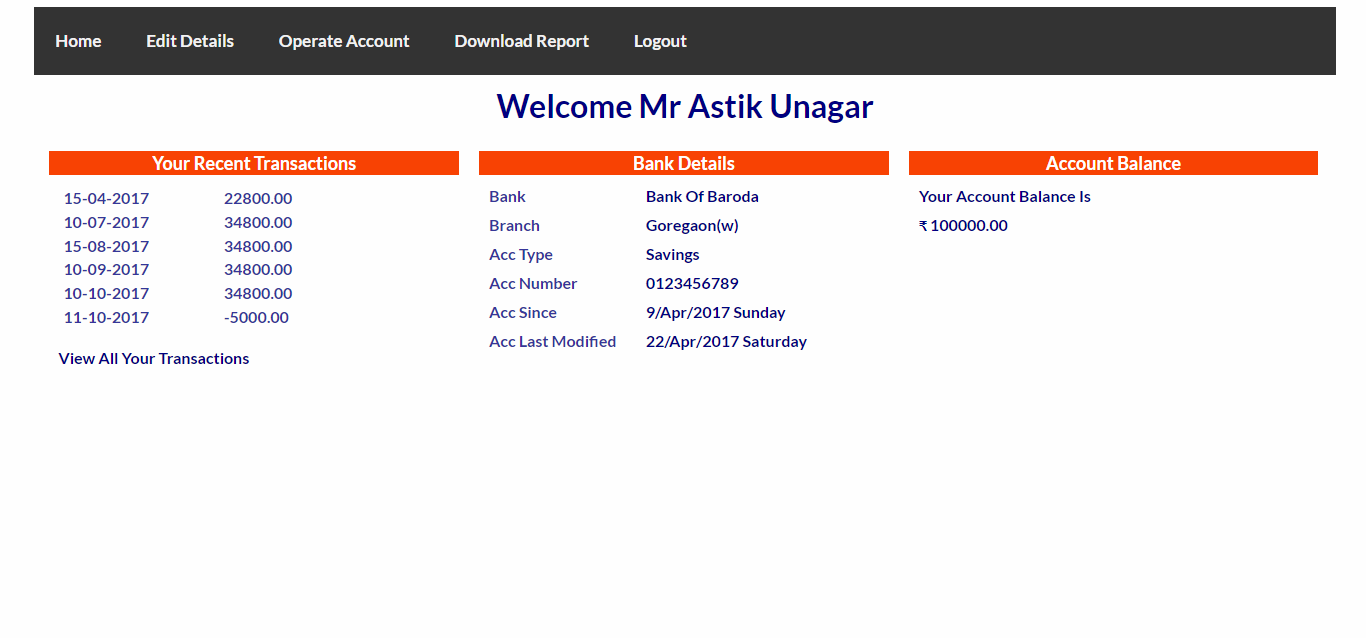 Home Edit Details Operate Account Download Report Logout
Welcome Mr Astik Unagar
Your Recent Transactions
15-04-2017 22800.00
10-07-2017 34800.00
15-08-2017 34800.00
10-09-2017 34800.00
10-10-2017 34800.00
11-10-2017 -5000.00
View All Your Transactions
Bank Details
Bank Bank Of Baroda
Branch Goregaon(w)
Acc Type Savings
Acc Number 0123456789
Acc Since 9/Apr/2017 Sunday
Acc Last Modified 22/Apr/2017 Saturday
Account Balance
Your Account Balance Is
₹ 100000.00